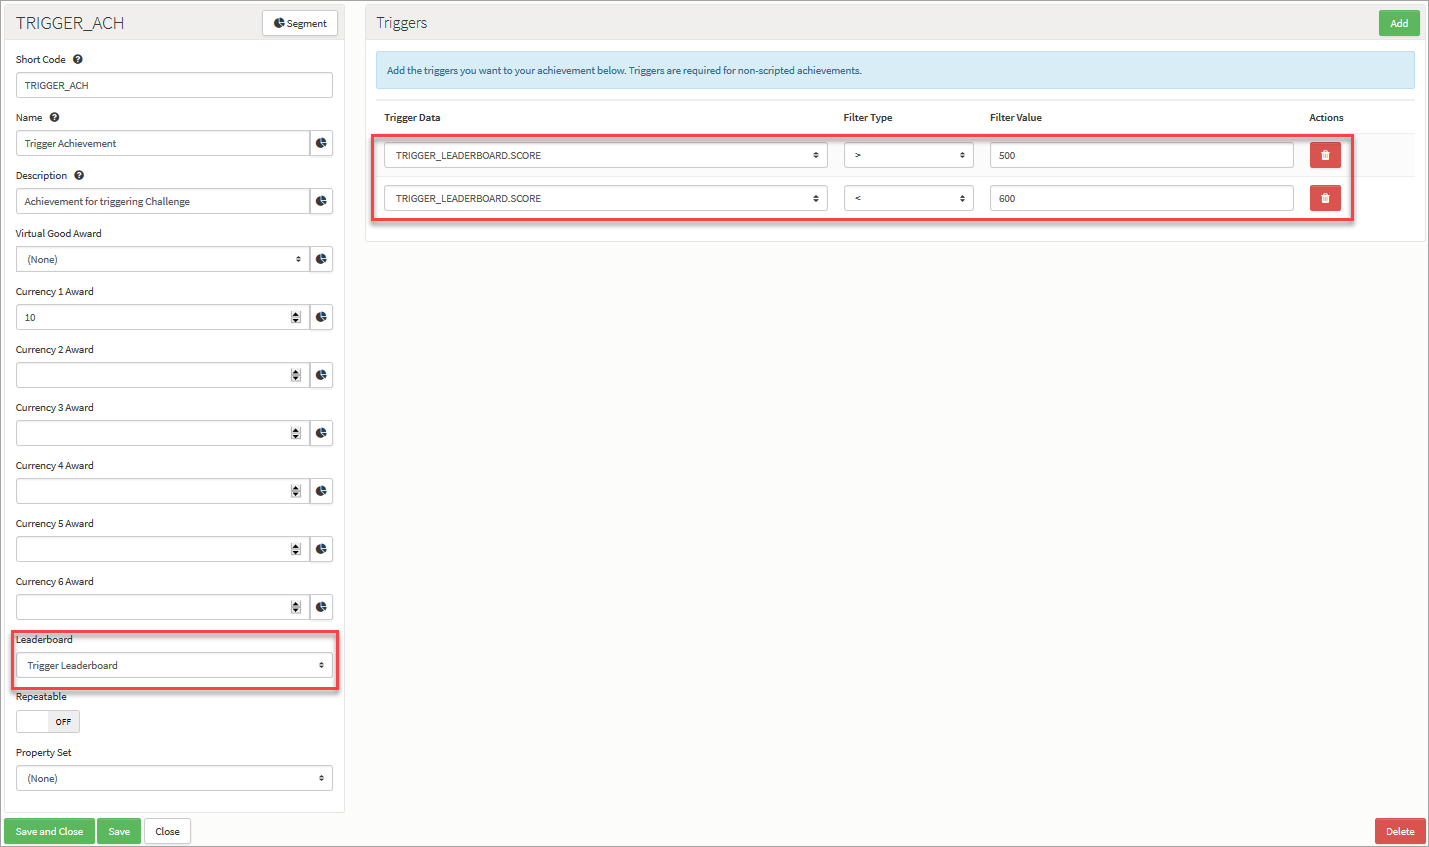 TRIGGER_ACH
Segment
Short Code
TRIGGER_ACH
Name
Trigger Achievement
Description
Achievement for triggering Challenge
Virtual Good Award
(None)
Currency 1 Award
10
Currency 2 Award
Currency 3 Award
Currency 4 Award
Currency 5 Award
Currency 6 Award
Leaderboard
Trigger Leaderboard
Repeatable
OFF
Property Set
(None)
Save and Close Save Close
Triggers
Add
Add the triggers you want to your achievement below. Triggers are required for non-scripted achievements.
Trigger Data Filter Type Filter Value Actions
TRIGGER_LEADERBOARD.SCORE > 500
TRIGGER_LEADERBOARD.SCORE < 600
Delete